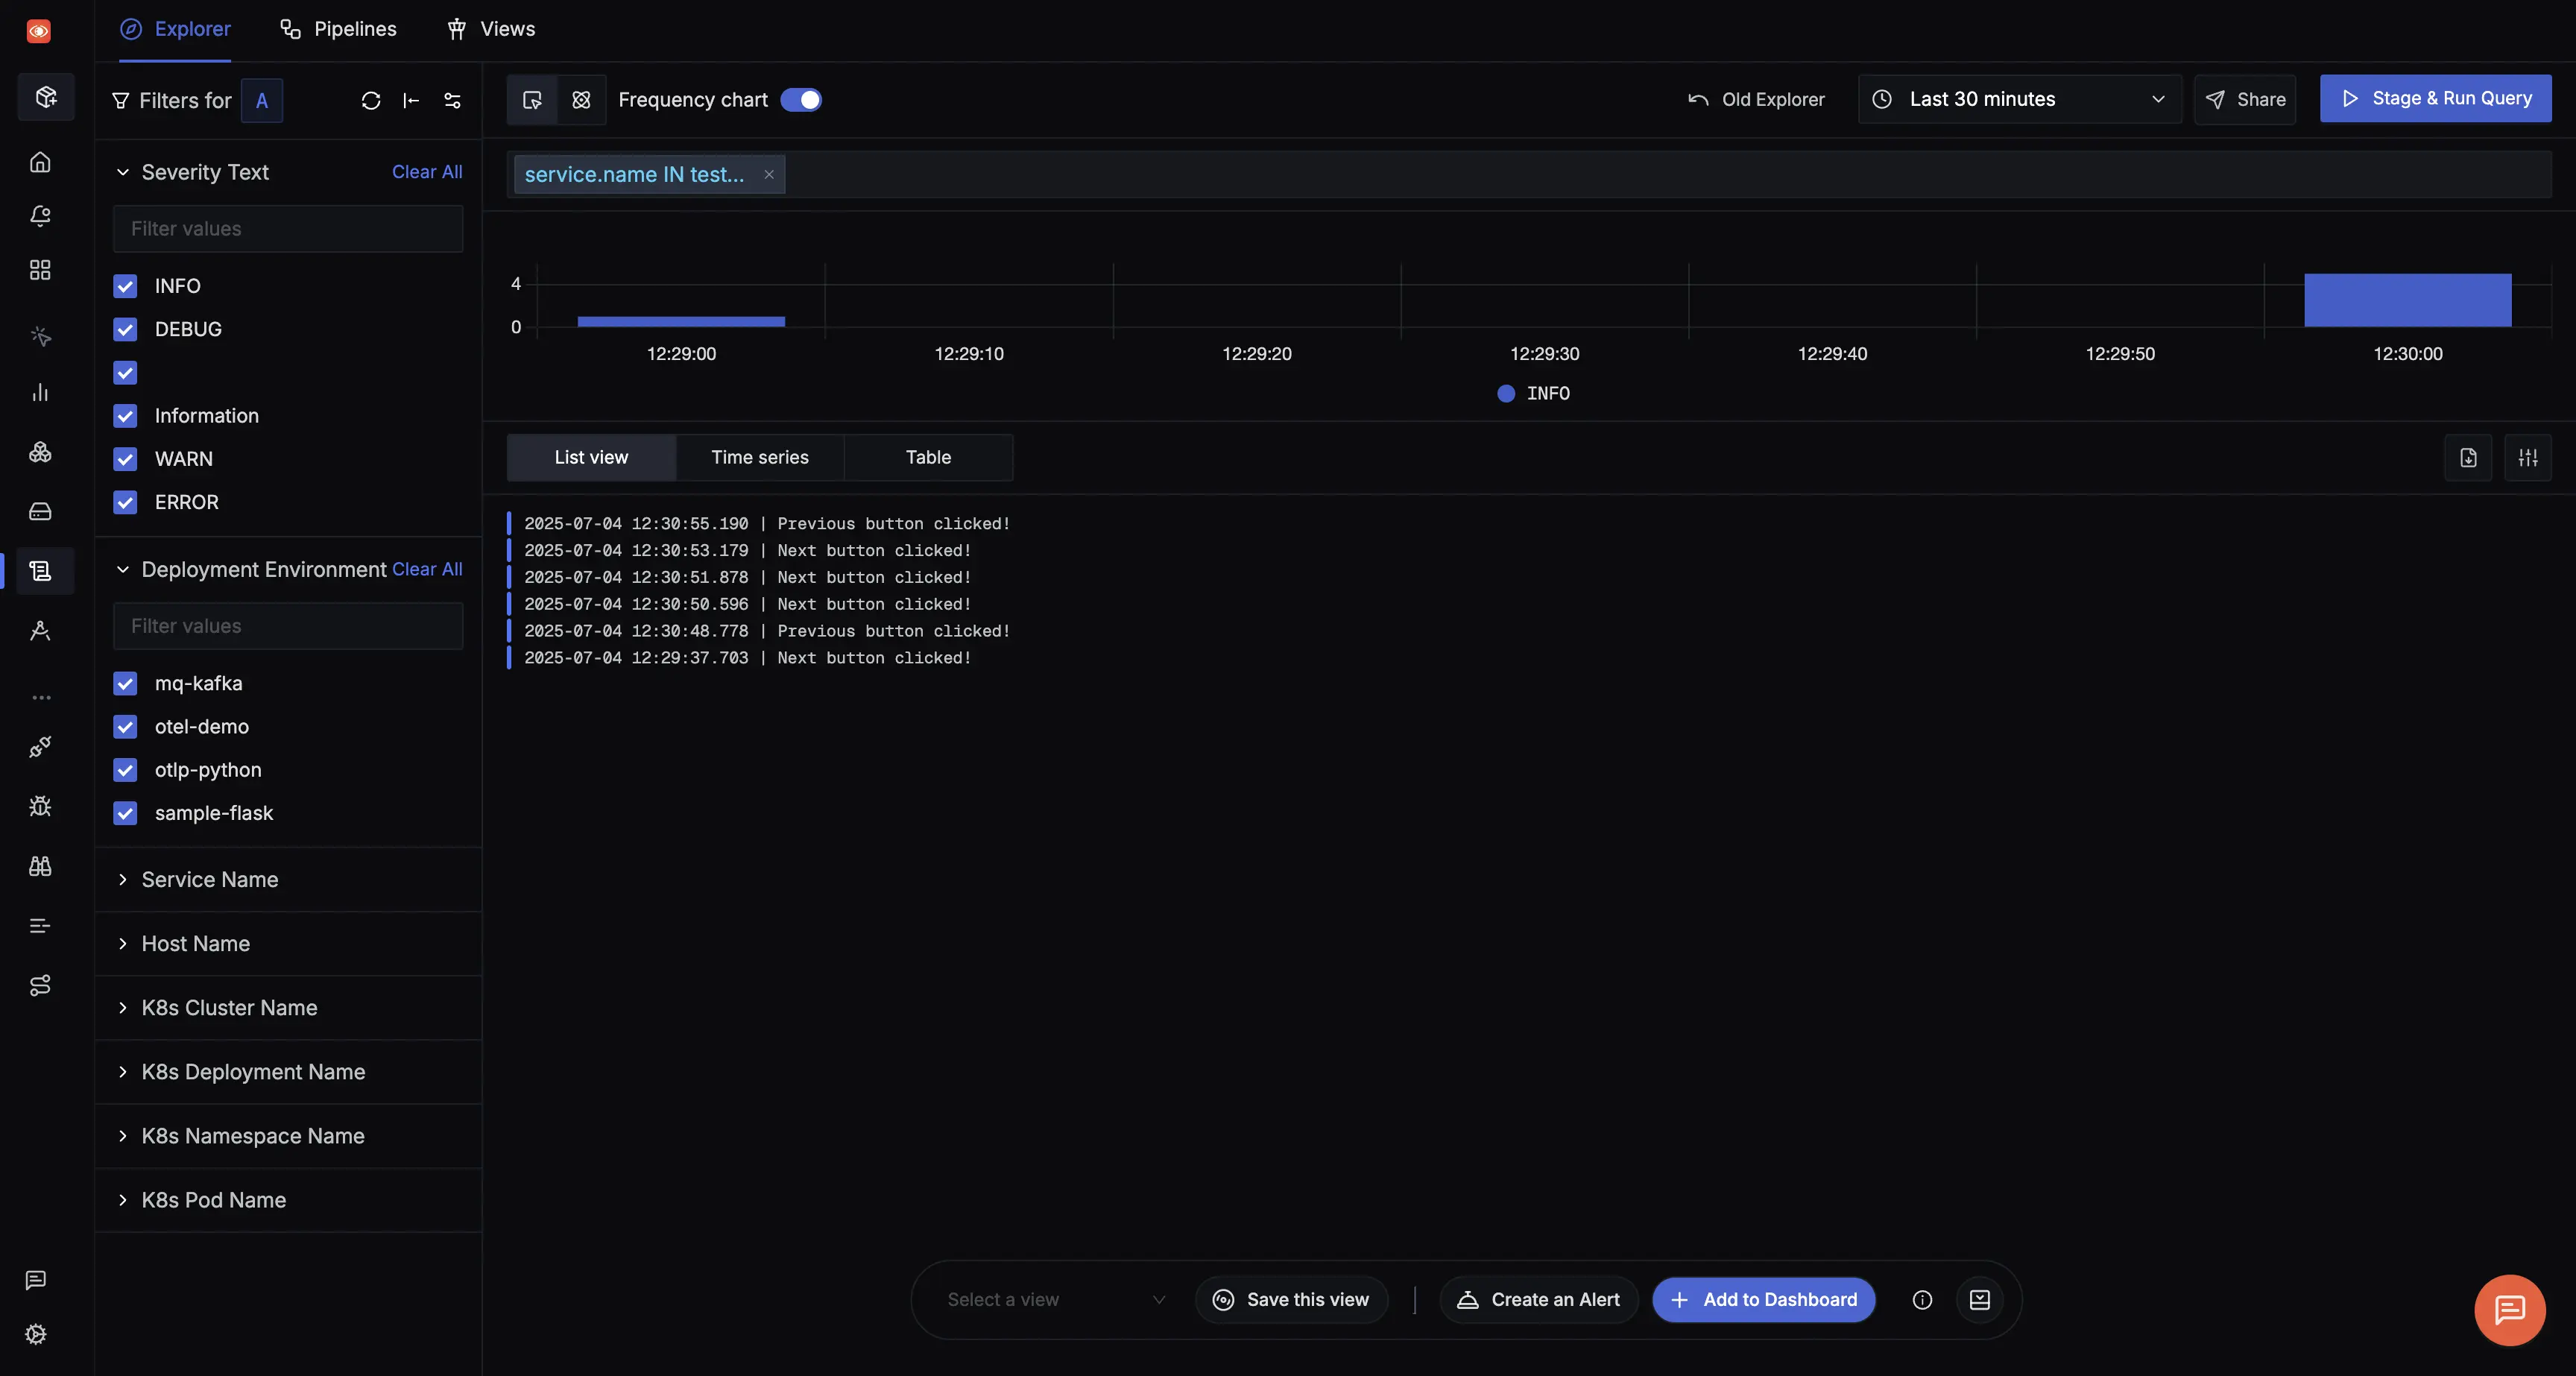 Explorer
Pipelines
Views
Filters for A
Frequency chart
Old Explorer
Last 30 minutes
Share
Stage & Run Query
Severity Text
Clear All
Filter values
INFO
DEBUG
Information
WARN
ERROR
Deployment Environment
Clear All
Filter values
mq-kafka
otel-demo
otlp-python
sample-flask
Service Name
Host Name
K8s Cluster Name
K8s Deployment Name
K8s Namespace Name
K8s Pod Name
service.name IN test...
4
0
12:29:00
12:29:10
12:29:20
12:29:30
12:29:40
12:29:50
12:30:00
INFO
List view
Time series
Table
2025-07-04 12:30:55.190 | Previous button clicked!
2025-07-04 12:30:53.179 | Next button clicked!
2025-07-04 12:30:51.878 | Next button clicked!
2025-07-04 12:30:50.596 | Next button clicked!
2025-07-04 12:30:48.778 | Previous button clicked!
2025-07-04 12:29:37.703 | Next button clicked!
Select a view
Save this view
Create an Alert
Add to Dashboard